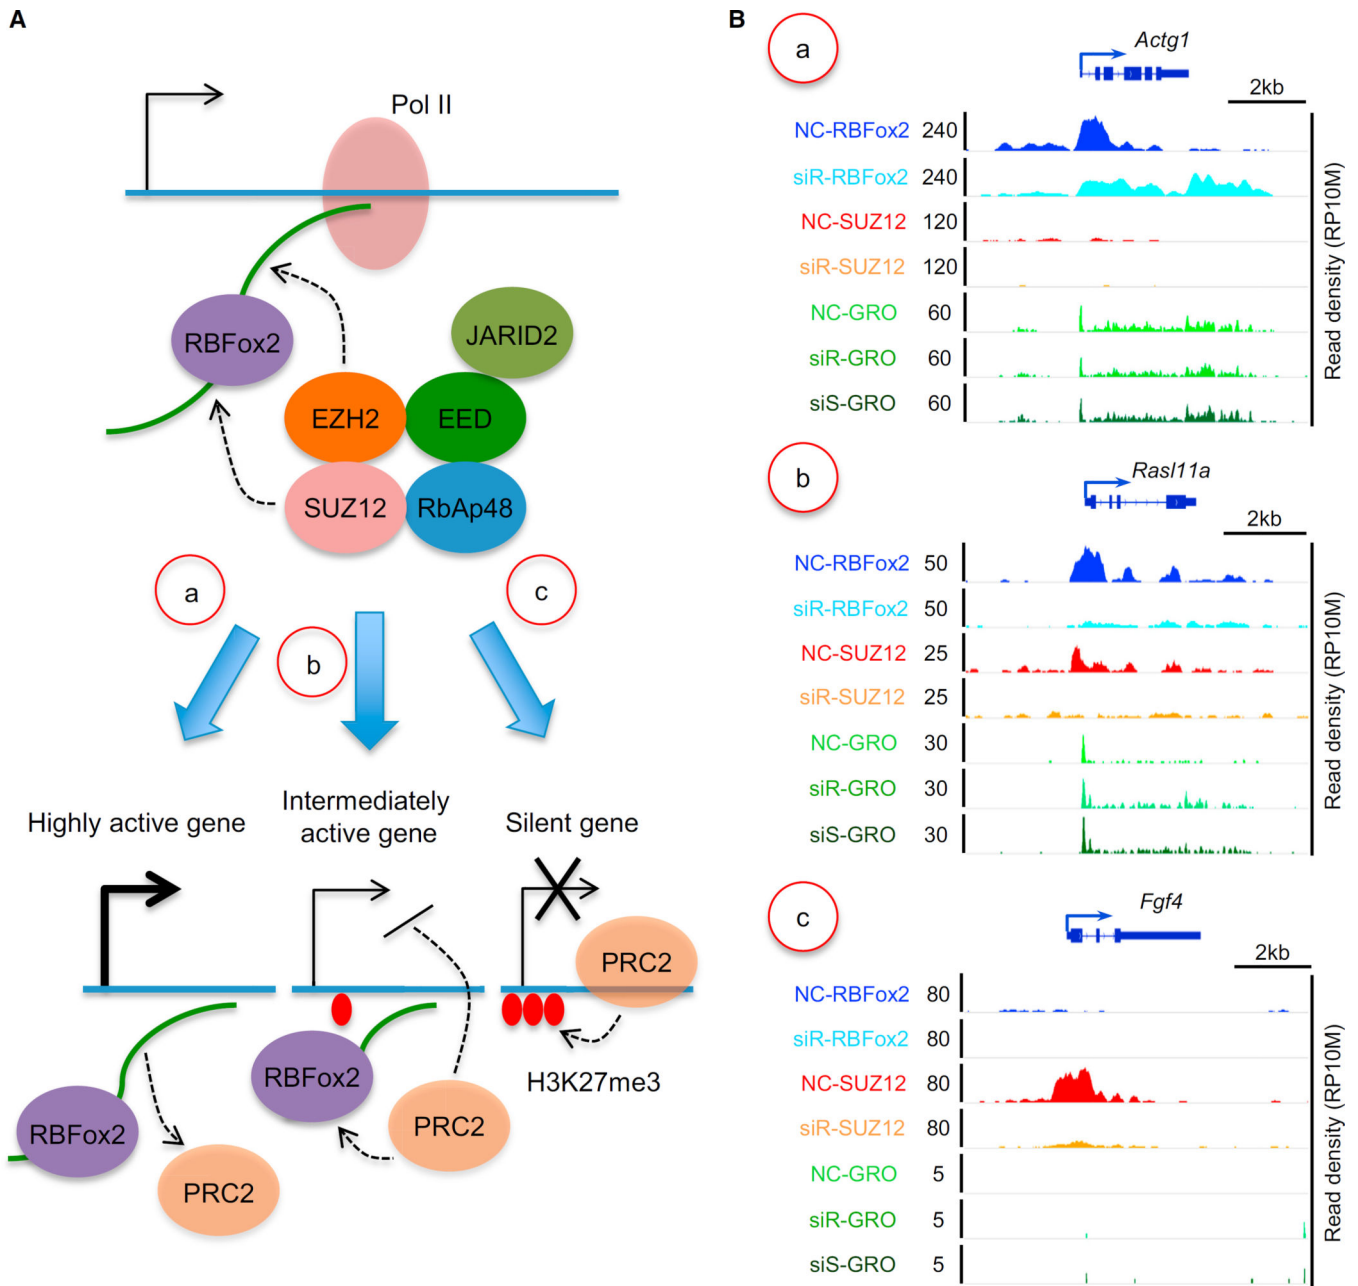 A
Pol II
RBFox2
JARID2
EZH2
EED
SUZ12
RbAp48
a
b
c
Highly active gene
Intermediately
active gene
Silent gene
RBFox2
PRC2
RBFox2
PRC2
PRC2
H3K27me3
B
a
Actg1
2kb
NC-RBFox2 240
siR-RBFox2 240
NC-SUZ12 120
siR-SUZ12 120
NC-GRO 60
siR-GRO 60
siS-GRO 60
Read density (RP10M)
b
Rasl11a
2kb
NC-RBFox2 50
siR-RBFox2 50
NC-SUZ12 25
siR-SUZ12 25
NC-GRO 30
siR-GRO 30
siS-GRO 30
Read density (RP10M)
c
Fgf4
2kb
NC-RBFox2 80
siR-RBFox2 80
NC-SUZ12 80
siR-SUZ12 80
NC-GRO 5
siR-GRO 5
siS-GRO 5
Read density (RP10M)